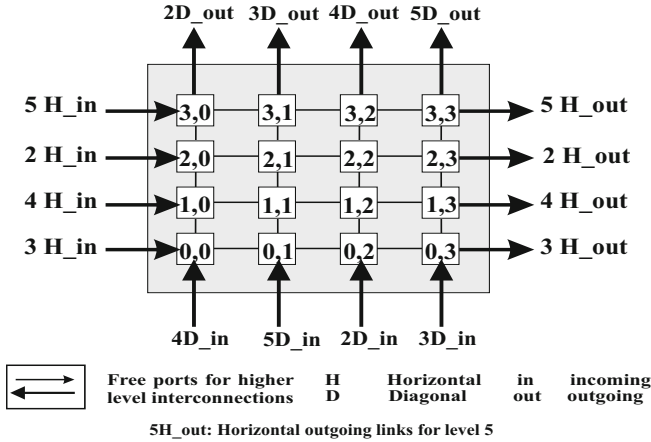 2D_out 3D_out 4D_out 5D_out
5 H_in 3,0 3,1 3,2 3,3 5 H_out
2 H_in 2,0 2,1 2,2 2,3 2 H_out
4 H_in 1,0 1,1 1,2 1,3 4 H_out
3 H_in 0,0 0,1 0,2 0,3 3 H_out
4D_in 5D_in 2D_in 3D_in
Free ports for higher H Horizontal in incoming
level interconnections D Diagonal out outgoing
5H_out: Horizontal outgoing links for level 5